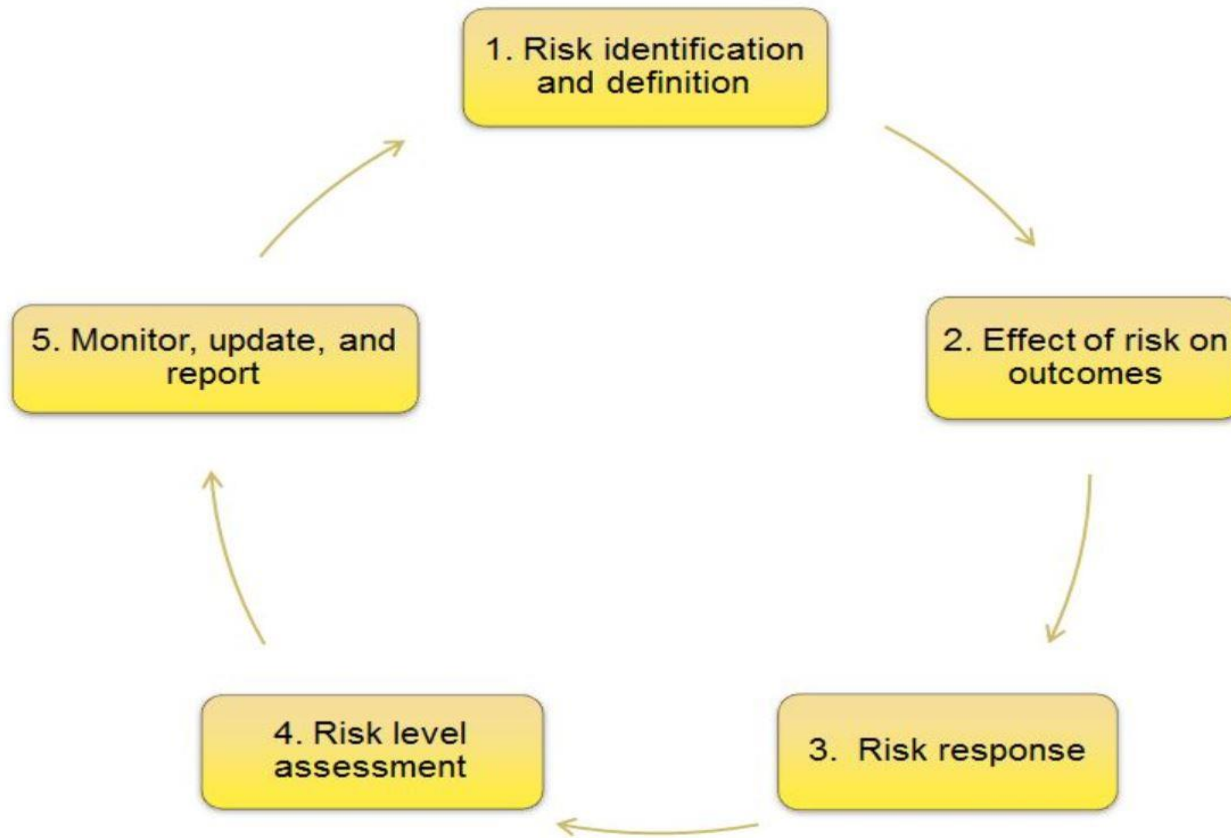 1. Risk identification
and definition
2. Effect of risk on
outcomes
3. Risk response
4. Risk level
assessment
5. Monitor, update, and
report